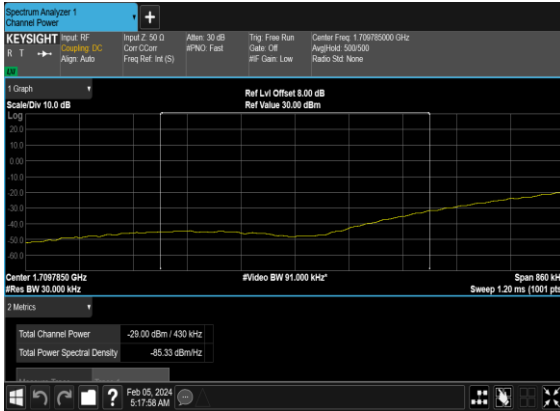 Spectrum Analyzer 1
Channel Power
+
KEYSIGHT Input: RF Input Z: 50 Ω Atten: 30 dB Trig: Free Run Center Freq: 1.709785000 GHz
R T Coupling: DC Corr CCorr #PNO: Fast Gate: Off Avg|Hold: 500/500
Align: Auto Freq Ref: Int (S) #IF Gain: Low Radio Std: None
1 Graph
Ref Lvl Offset 8.00 dB
Scale/Div 10.0 dB Ref Value 30.00 dBm
Log
20.0
10.0
0.00
-10.0
-20.0
-30.0
-40.0
-50.0
-60.0
Center 1.7097850 GHz #Video BW 91.000 kHz* Span 860 kH
#Res BW 30.000 kHz Sweep 1.20 ms (1001 pts
2 Metrics
Total Channel Power -29.00 dBm / 430 kHz
Total Power Spectral Density -85.33 dBm/Hz
? Feb 05, 2024
5:17:58 AM